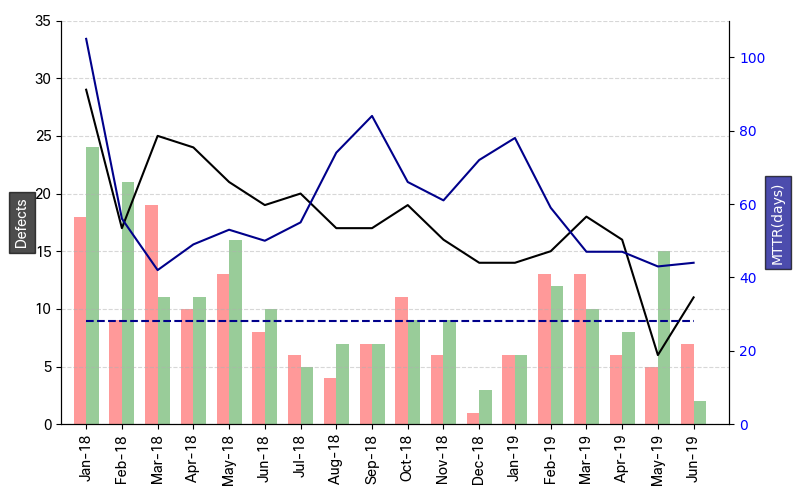 35
30
25
20
15
10
5
0
Defects
100
80
60
40
20
0
MTTR(days)
Jan-18
Feb-18
Mar-18
Apr-18
May-18
Jun-18
Jul-18
Aug-18
Sep-18
Oct-18
Nov-18
Dec-18
Jan-19
Feb-19
Mar-19
Apr-19
May-19
Jun-19